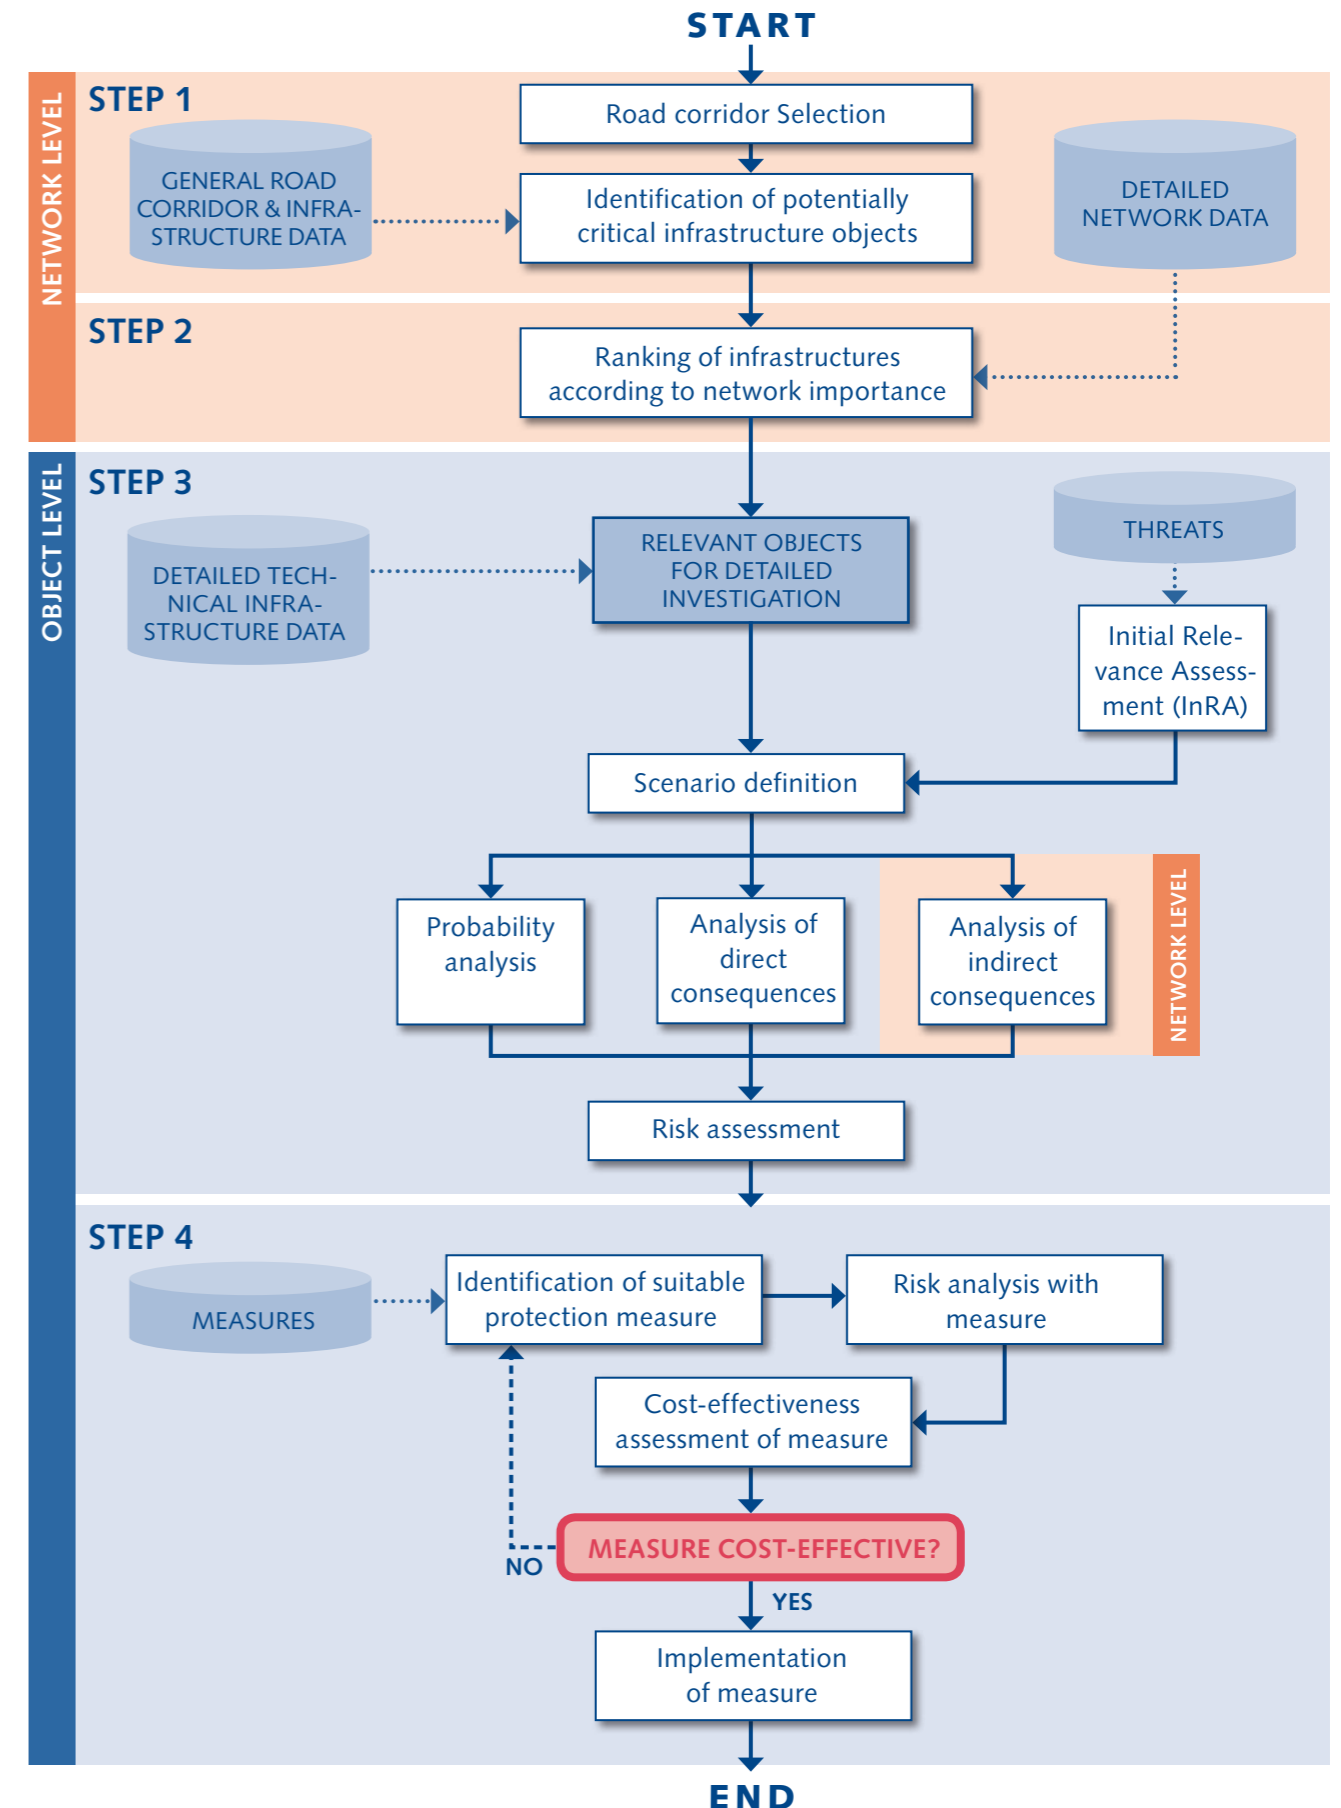 START
NETWORK LEVEL
STEP 1
Road corridor Selection
GENERAL ROAD
CORRIDOR & INFRA-
STRUCTURE DATA
Identification of potentially
critical infrastructure objects
DETAILED
NETWORK DATA
STEP 2
Ranking of infrastructures
according to network importance
OBJECT LEVEL
STEP 3
DETAILED TECH-
NICAL INFRA-
STRUCTURE DATA
RELEVANT OBJECTS
FOR DETAILED
INVESTIGATION
THREATS
Initial Rele-
vance Assess-
ment (InRA)
Scenario definition
Probability
analysis
Analysis of
direct
consequences
Analysis of
indirect
consequences
NETWORK LEVEL
Risk assessment
STEP 4
MEASURES
Identification of suitable
protection measure
Risk analysis with
measure
Cost-effectiveness
assessment of measure
MEASURE COST-EFFECTIVE?
NO
YES
Implementation
of measure
END